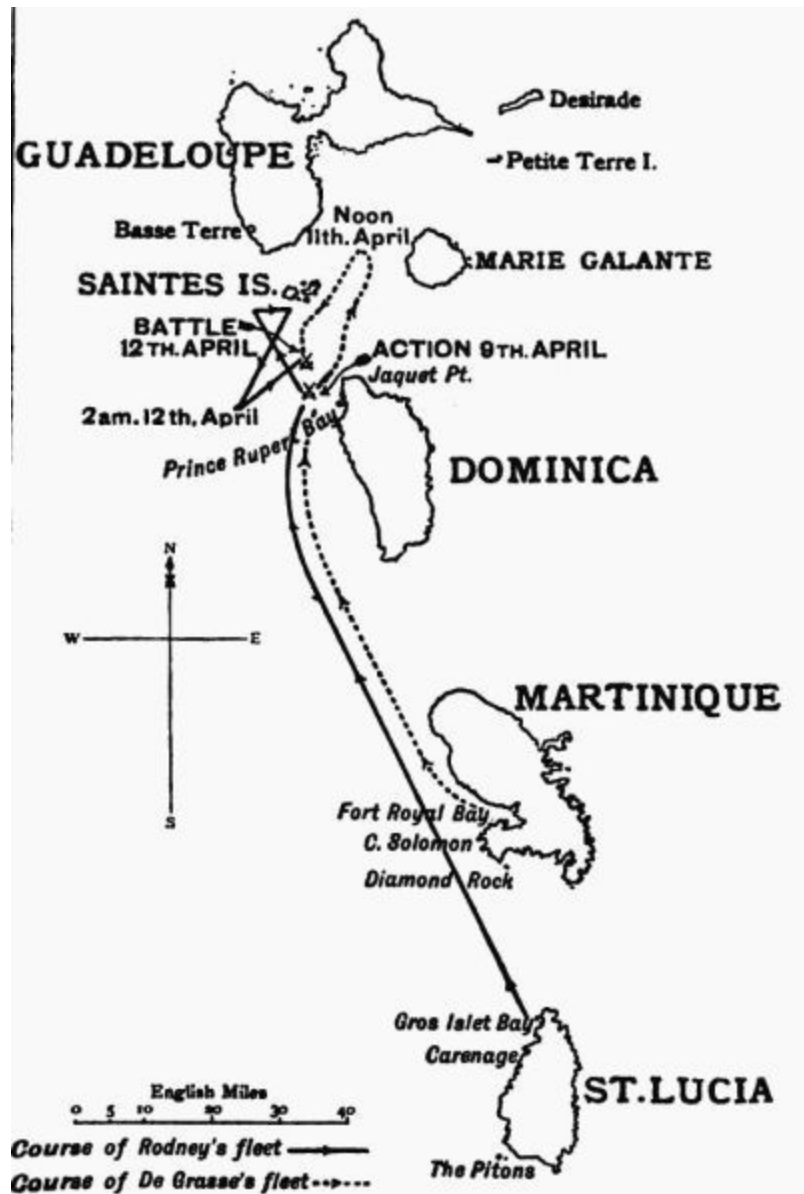 Desirade
GUADELOUPE
Petite Terre I.
Noon
11th. April
Basse Terre
MARIE GALANTE
SAINTES IS.
BATTLE
12TH. APRIL
ACTION 9TH. APRIL
Jaquet Pt.
2am. 12th. April
Prince Rupert Bay
DOMINICA
N
W
E
S
MARTINIQUE
Fort Royal Bay
C. Solomon
Diamond Rock
Gros Islet Bay
Carenage
ST. LUCIA
English Miles
0 5 10 20 30 40
Course of Rodney's fleet
Course of De Grasse's fleet
The Pitons